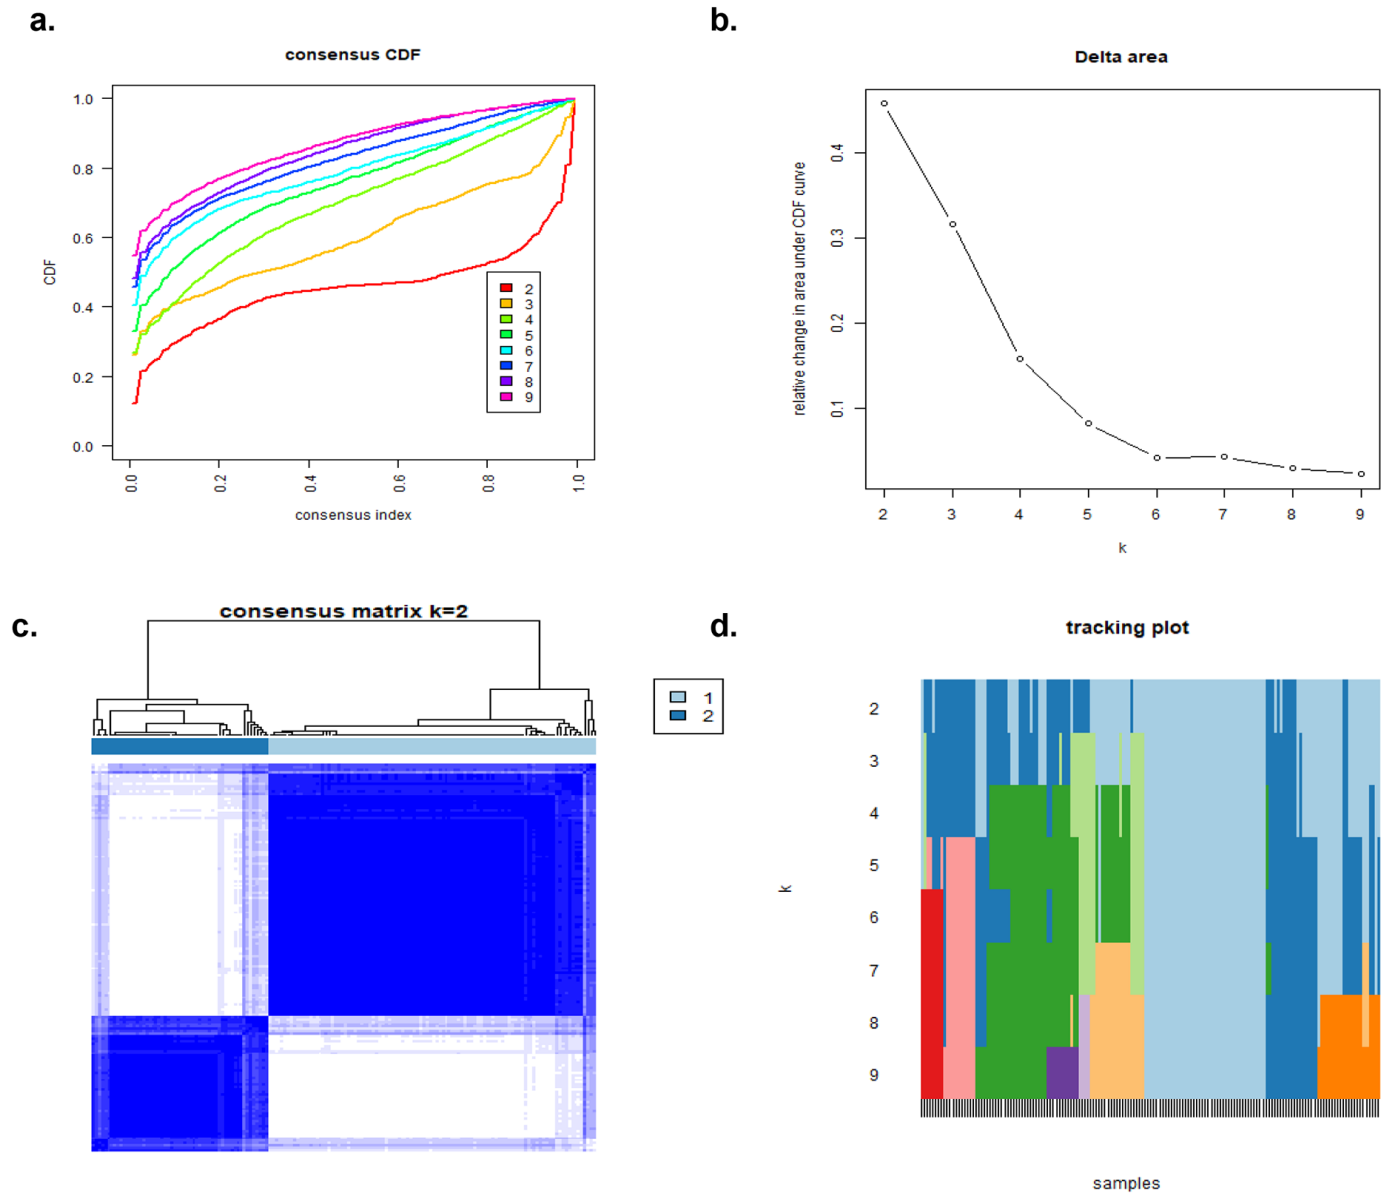 a.
consensus CDF
CDF
1.0
0.8
0.6
0.4
0.2
0.0
2
3
4
5
6
7
8
9
0.0 0.2 0.4 0.6 0.8 1.0
consensus index
b.
Delta area
relative change in area under CDF curve
0.4
0.3
0.2
0.1
2 3 4 5 6 7 8 9
k
c.
consensus matrix k=2
1
2
d.
tracking plot
k
2
3
4
5
6
7
8
9
samples